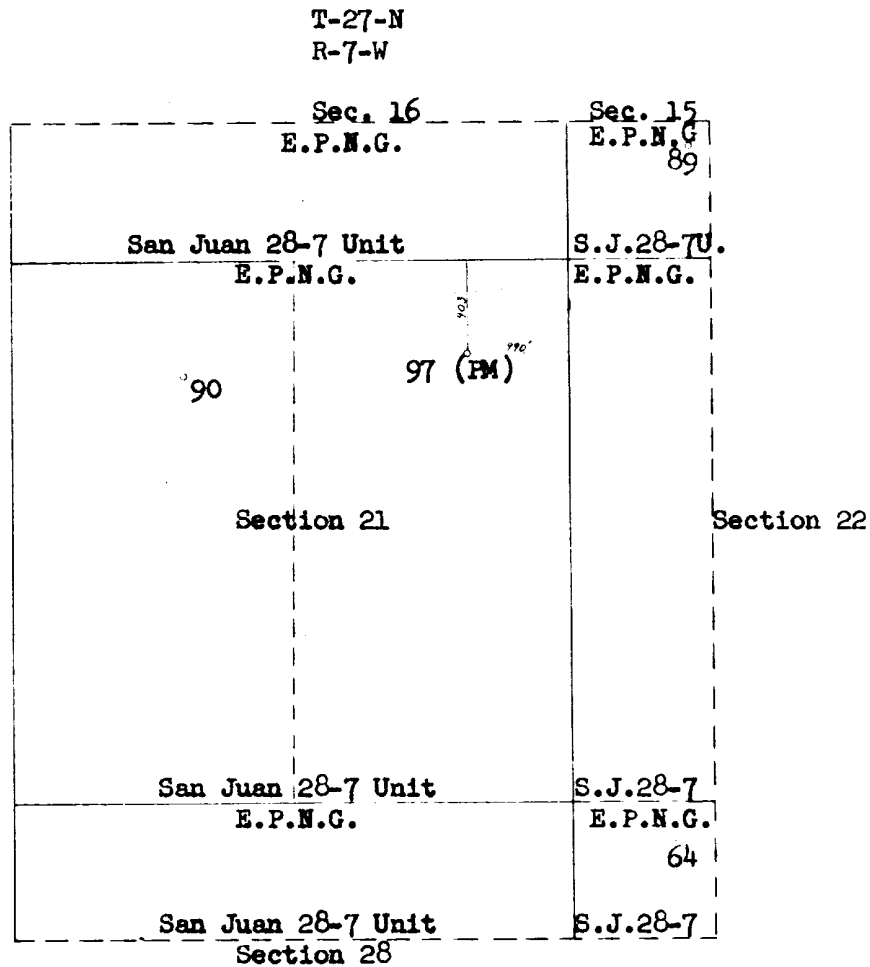 T-27-N
R-7-W
Sec. 16 Sec. 15
E.P.N.G. E.P.N.G
89
San Juan 28-7 Unit S.J.28-7U.
E.P.N.G. E.P.N.G.
903
990'
97 (PM)
90
Section 21 Section 22
San Juan 28-7 Unit S.J.28-7
E.P.N.G. E.P.N.G.
64
San Juan 28-7 Unit S.J.28-7
Section 28